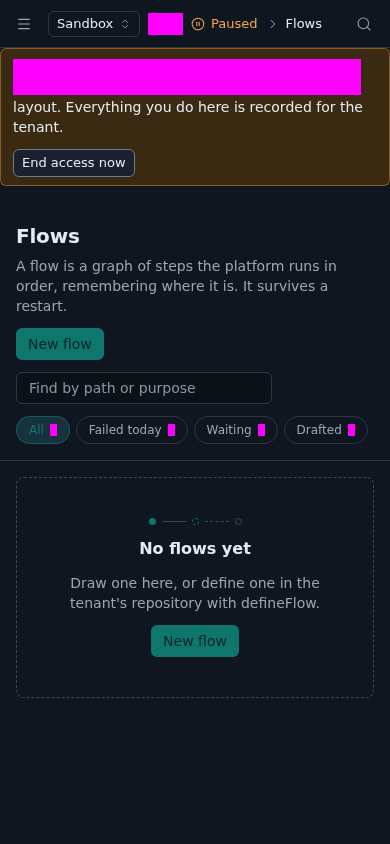 Sandbox
Paused
Flows
layout. Everything you do here is recorded for the
tenant.
End access now
Flows
A flow is a graph of steps the platform runs in
order, remembering where it is. It survives a
restart.
New flow
Find by path or purpose
All
Failed today
Waiting
Drafted
No flows yet
Draw one here, or define one in the
tenant's repository with defineFlow.
New flow